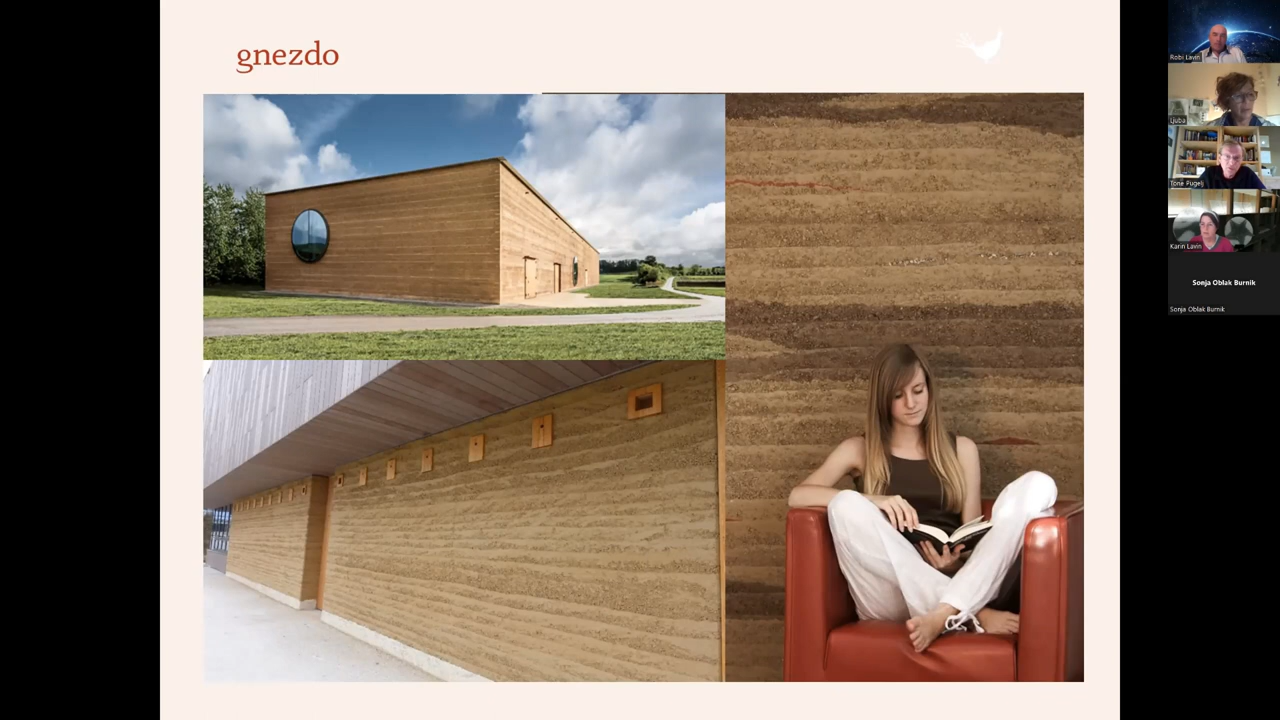 gnezdo
Robi Lavin
Ljuba
Tone Pugelj
Karin Lavin
Sonja Oblak Burnik
Sonja Oblak Burnik